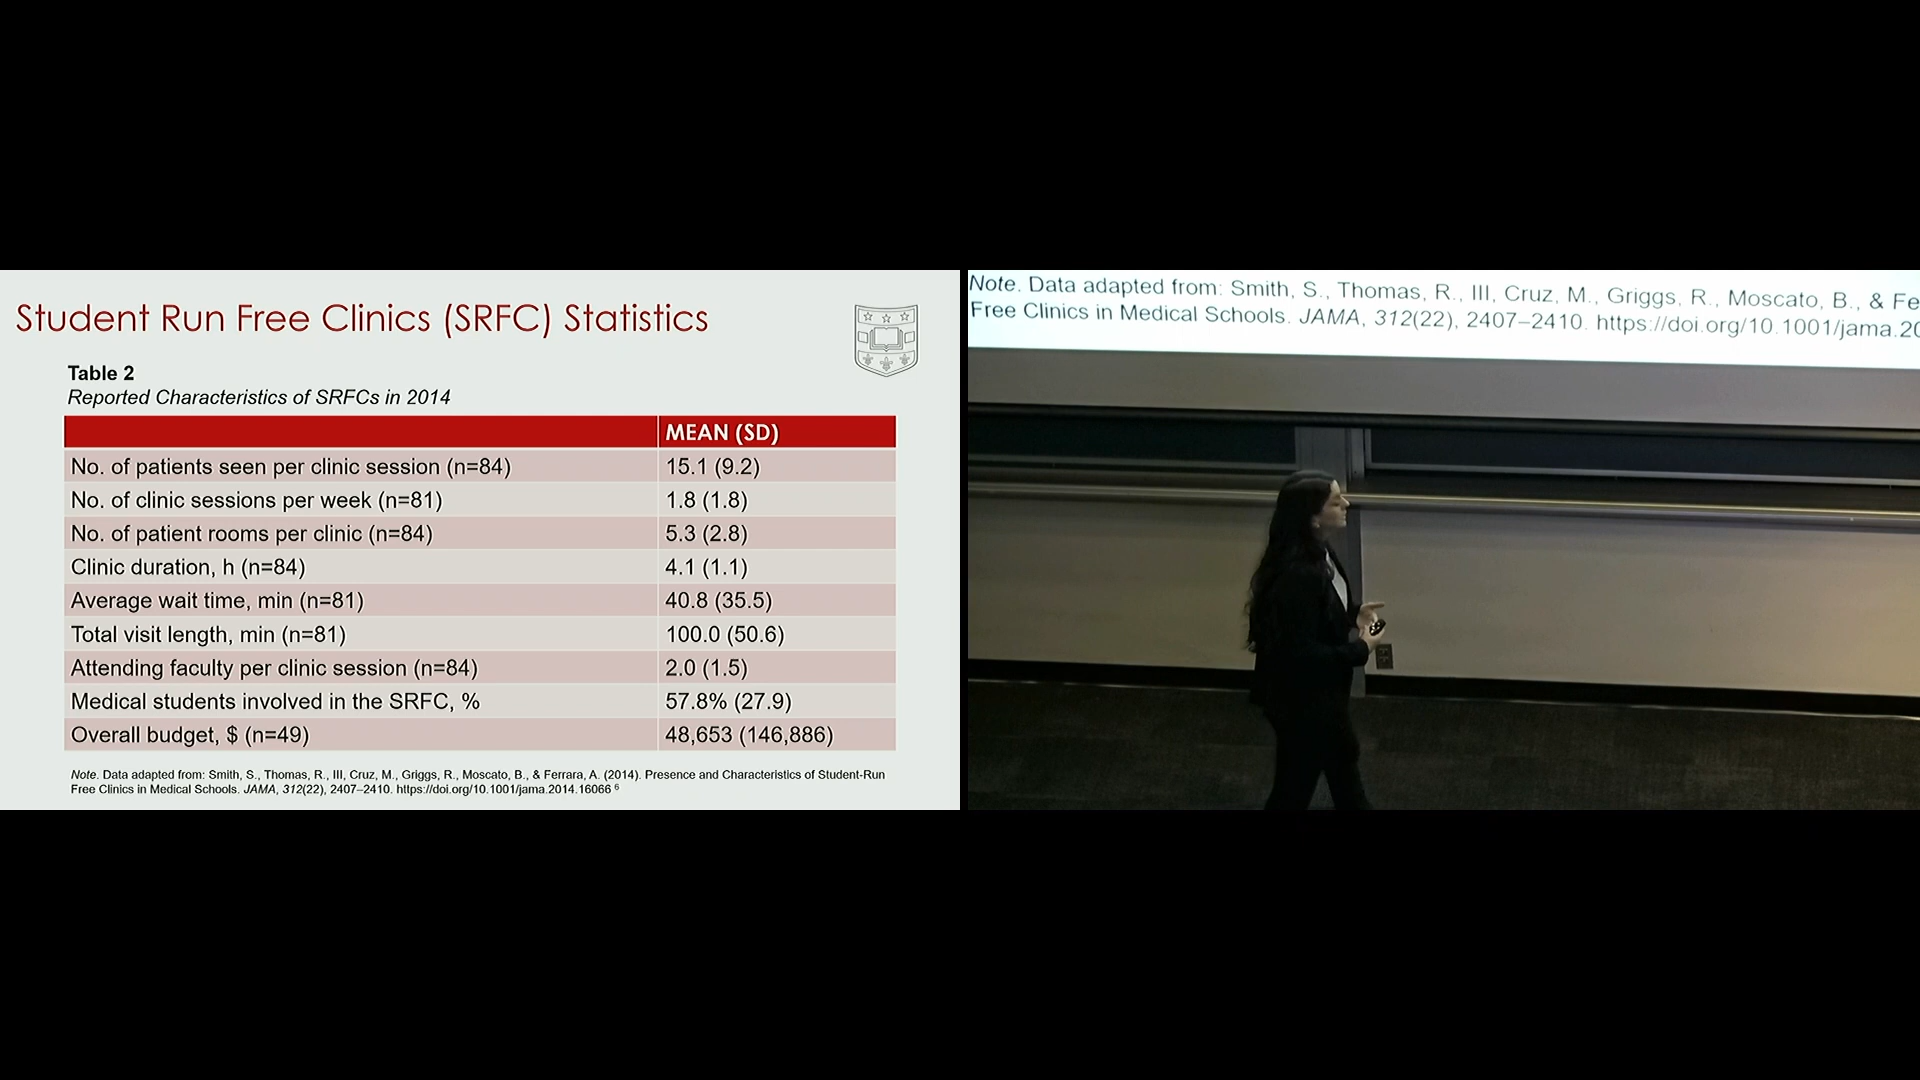 Student Run Free Clinics (SRFC) Statistics
Table 2
Reported Characteristics of SRFCs in 2014
MEAN (SD)
No. of patients seen per clinic session (n=84) 15.1 (9.2)
No. of clinic sessions per week (n=81) 1.8 (1.8)
No. of patient rooms per clinic (n=84) 5.3 (2.8)
Clinic duration, h (n=84) 4.1 (1.1)
Average wait time, min (n=81) 40.8 (35.5)
Total visit length, min (n=81) 100.0 (50.6)
Attending faculty per clinic session (n=84) 2.0 (1.5)
Medical students involved in the SRFC, % 57.8% (27.9)
Overall budget, $ (n=49) 48,653 (146,886)
Note. Data adapted from: Smith, S., Thomas, R., III, Cruz, M., Griggs, R., Moscato, B., & Ferrara, A. (2014). Presence and Characteristics of Student-Run
Free Clinics in Medical Schools. JAMA, 312(22), 2407–2410. https://doi.org/10.1001/jama.2014.16066 6
Note. Data adapted from: Smith, S., Thomas, R., III, Cruz, M., Griggs, R., Moscato, B., & Fe
Free Clinics in Medical Schools. JAMA, 312(22), 2407–2410. https://doi.org/10.1001/jama.20